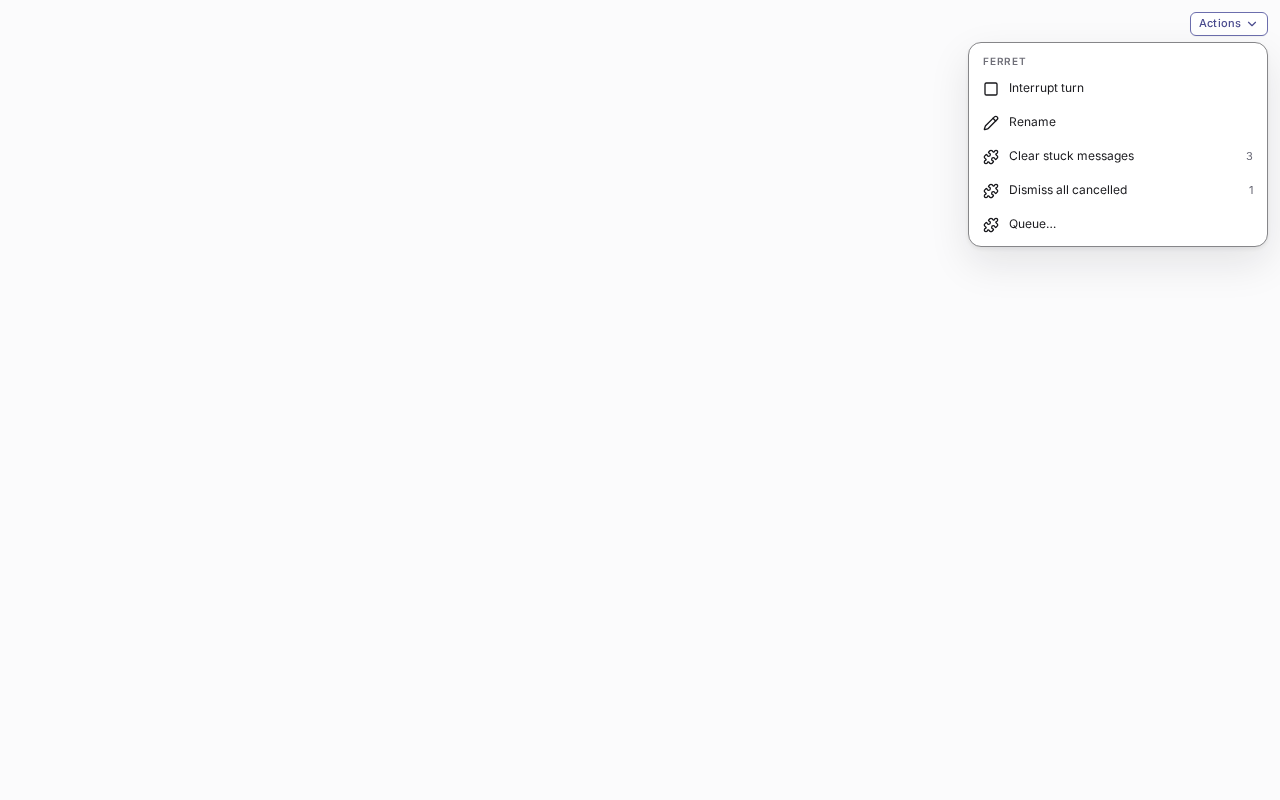 Actions
FERRET
Interrupt turn
Rename
Clear stuck messages 3
Dismiss all cancelled 1
Queue…